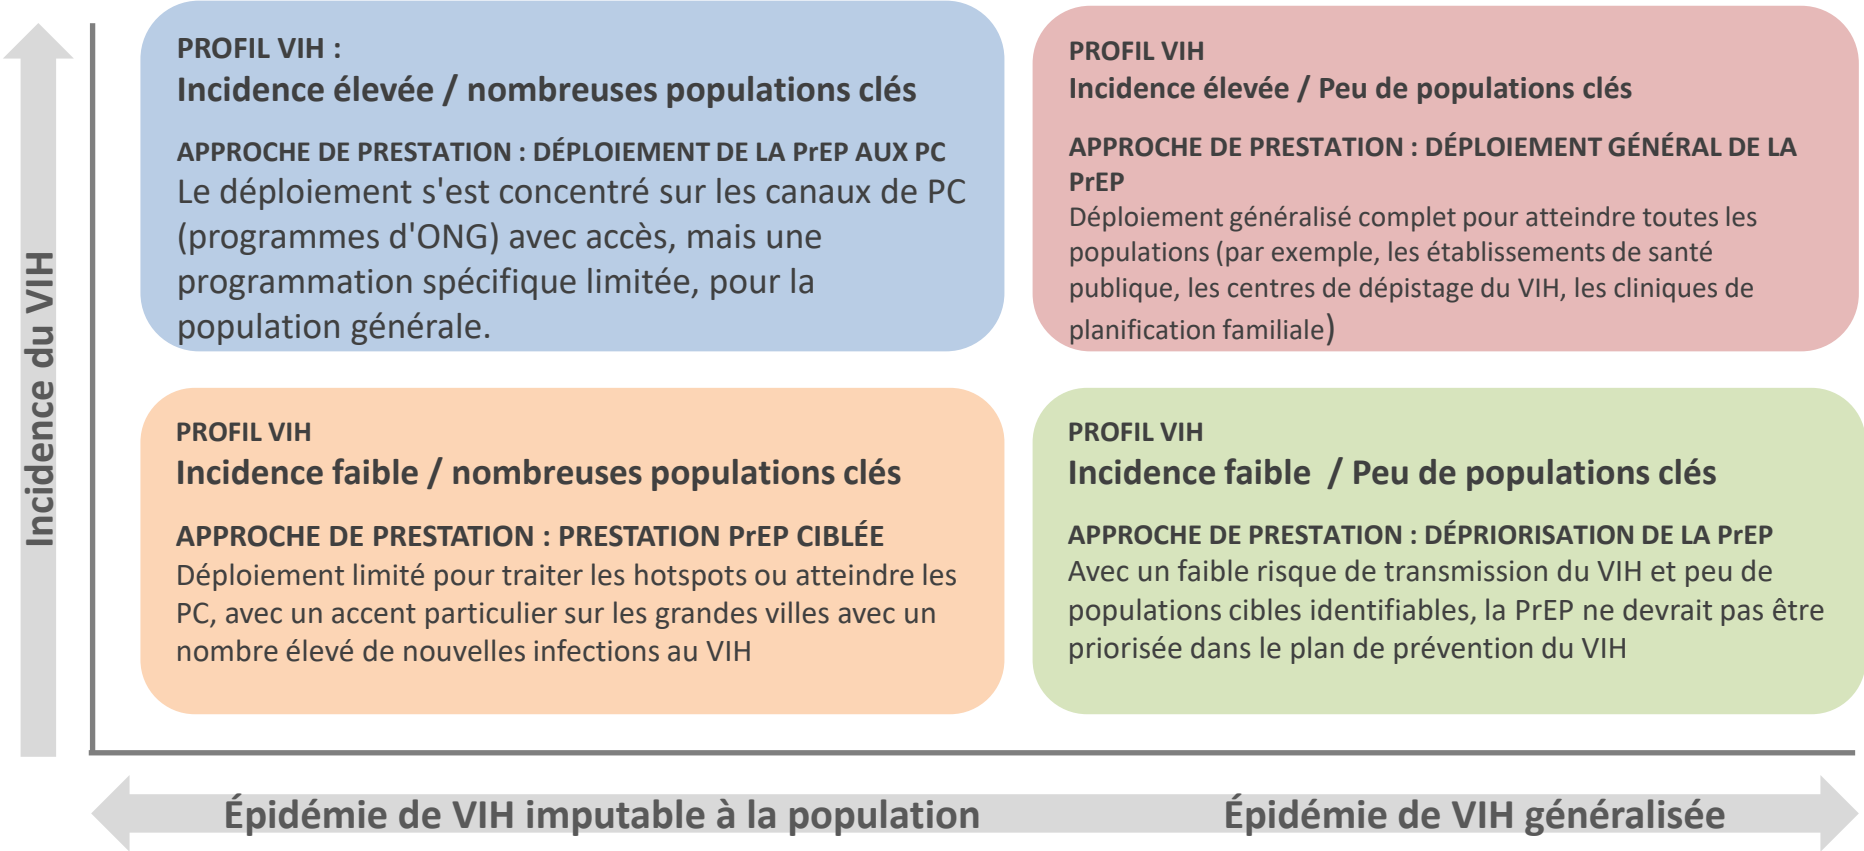 Incidence du VIH
PROFIL VIH :
Incidence élevée / nombreuses populations clés
APPROCHE DE PRESTATION : DÉPLOIEMENT DE LA PrEP AUX PC
Le déploiement s'est concentré sur les canaux de PC
(programmes d'ONG) avec accès, mais une
programmation spécifique limitée, pour la
population générale.
PROFIL VIH
Incidence élevée / Peu de populations clés
APPROCHE DE PRESTATION : DÉPLOIEMENT GÉNÉRAL DE LA
PrEP
Déploiement généralisé complet pour atteindre toutes les
populations (par exemple, les établissements de santé
publique, les centres de dépistage du VIH, les cliniques de
planification familiale)
PROFIL VIH
Incidence faible / nombreuses populations clés
APPROCHE DE PRESTATION : PRESTATION PrEP CIBLÉE
Déploiement limité pour traiter les hotspots ou atteindre les
PC, avec un accent particulier sur les grandes villes avec un
nombre élevé de nouvelles infections au VIH
PROFIL VIH
Incidence faible / Peu de populations clés
APPROCHE DE PRESTATION : DÉPRIORISATION DE LA PrEP
Avec un faible risque de transmission du VIH et peu de
populations cibles identifiables, la PrEP ne devrait pas être
priorisée dans le plan de prévention du VIH
Épidémie de VIH imputable à la population
Épidémie de VIH généralisée